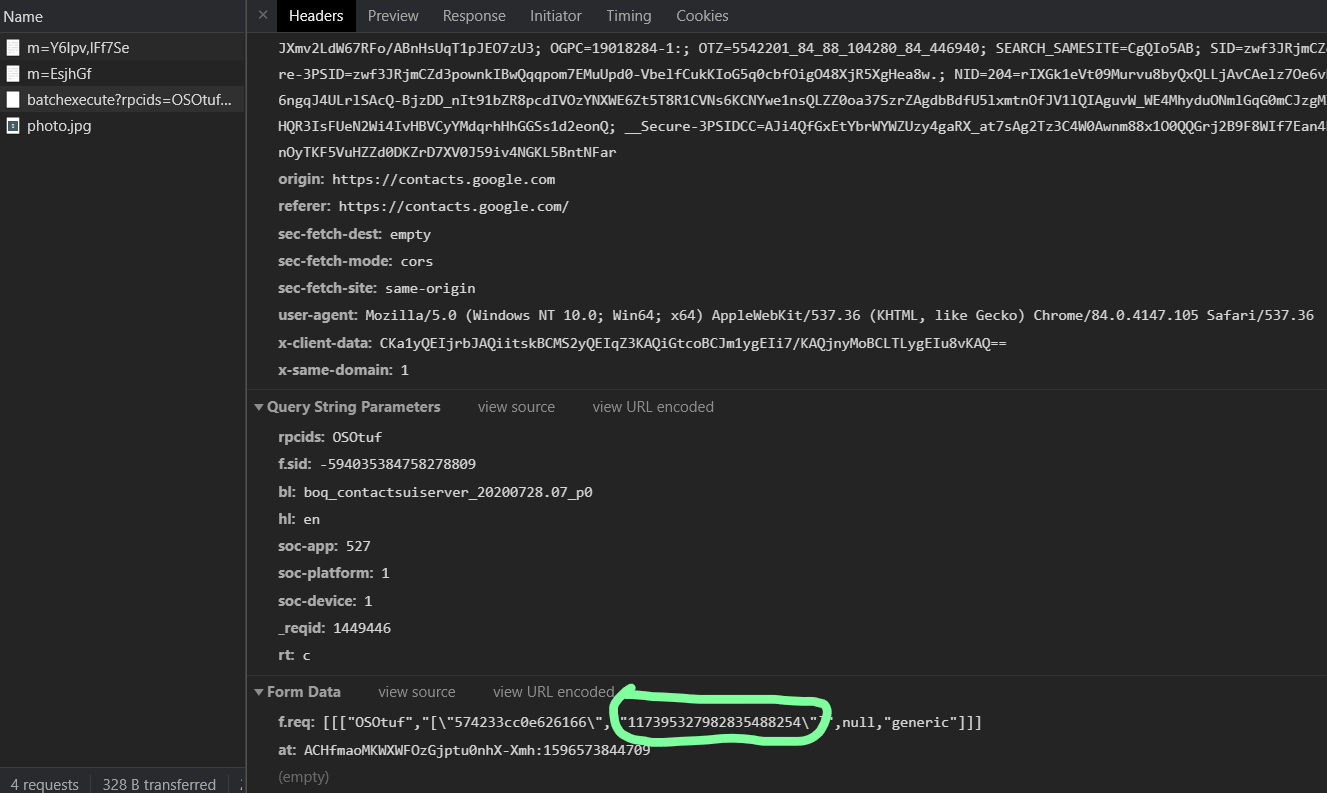 Name
m=Y6lpv,lFf7Se
m=EsjhGf
batchexecute?rpcids=OSOtuf...
photo.jpg
4 requests 328 B transferred
× Headers Preview Response Initiator Timing Cookies
JXmv2LdW67RFo/ABnHsUqT1pJEO7zU3; OGPC=19018284-1:; OTZ=5542201_84_88_104280_84_446940; SEARCH_SAMESITE=CgQIo5AB; SID=zwf3JRjmCZ
re-3PSID=zwf3JRjmCZd3pownkIBwQqqpom7EMuUpd0-VbelfCukKIoG5q0cbfOigO48XjR5XgHea8w.; NID=204=rIXGk1eVt09Murvu8byQxQLLjAvCAelz7Oe6v
6ngqJ4ULrlSAcQ-BjzDD_nIt91bZR8pcdIVOzYNXWE6Zt5T8R1CVNs6KCNYwe1nsQLZZ0oa37SzrZAgdbBdfU5lxmtnOfJV1lQIAguvW_WE4MhyduONmlGqG0mCJzgM
HQR3IsFUeN2Wi4IvHBVCyYMdqrhHhGGSs1d2eonQ; __Secure-3PSIDCC=AJi4QfGxEtYbrWYWZUzy4gaRX_at7sAg2Tz3C4W0Awnm88x1O0QQGrj2B9F8WIf7Ean4
nOyTKF5VuHZZd0DKZrD7XV0J59iv4NGKL5BntNFar
origin: https://contacts.google.com
referer: https://contacts.google.com/
sec-fetch-dest: empty
sec-fetch-mode: cors
sec-fetch-site: same-origin
user-agent: Mozilla/5.0 (Windows NT 10.0; Win64; x64) AppleWebKit/537.36 (KHTML, like Gecko) Chrome/84.0.4147.105 Safari/537.36
x-client-data: CKa1yQEIjrbJAQiitskBCMS2yQEIqZ3KAQiGtcoBCJm1ygEIi7/KAQjnyMoBCLTLygEIu8vKAQ==
x-same-domain: 1
Query String Parameters view source view URL encoded
rpcids: OSOtuf
f.sid: -594035384758278809
bl: boq_contactsuiserver_20200728.07_p0
hl: en
soc-app: 527
soc-platform: 1
soc-device: 1
_reqid: 1449446
rt: c
Form Data view source view URL encoded
f.req: [[["OSOtuf","[\"574233cc0e626166\", "117395327982835488254\" ",null,"generic"]]]
at: ACHfmaoMKWXWFOzGjptu0nhX-Xmh:1596573844709
(empty)